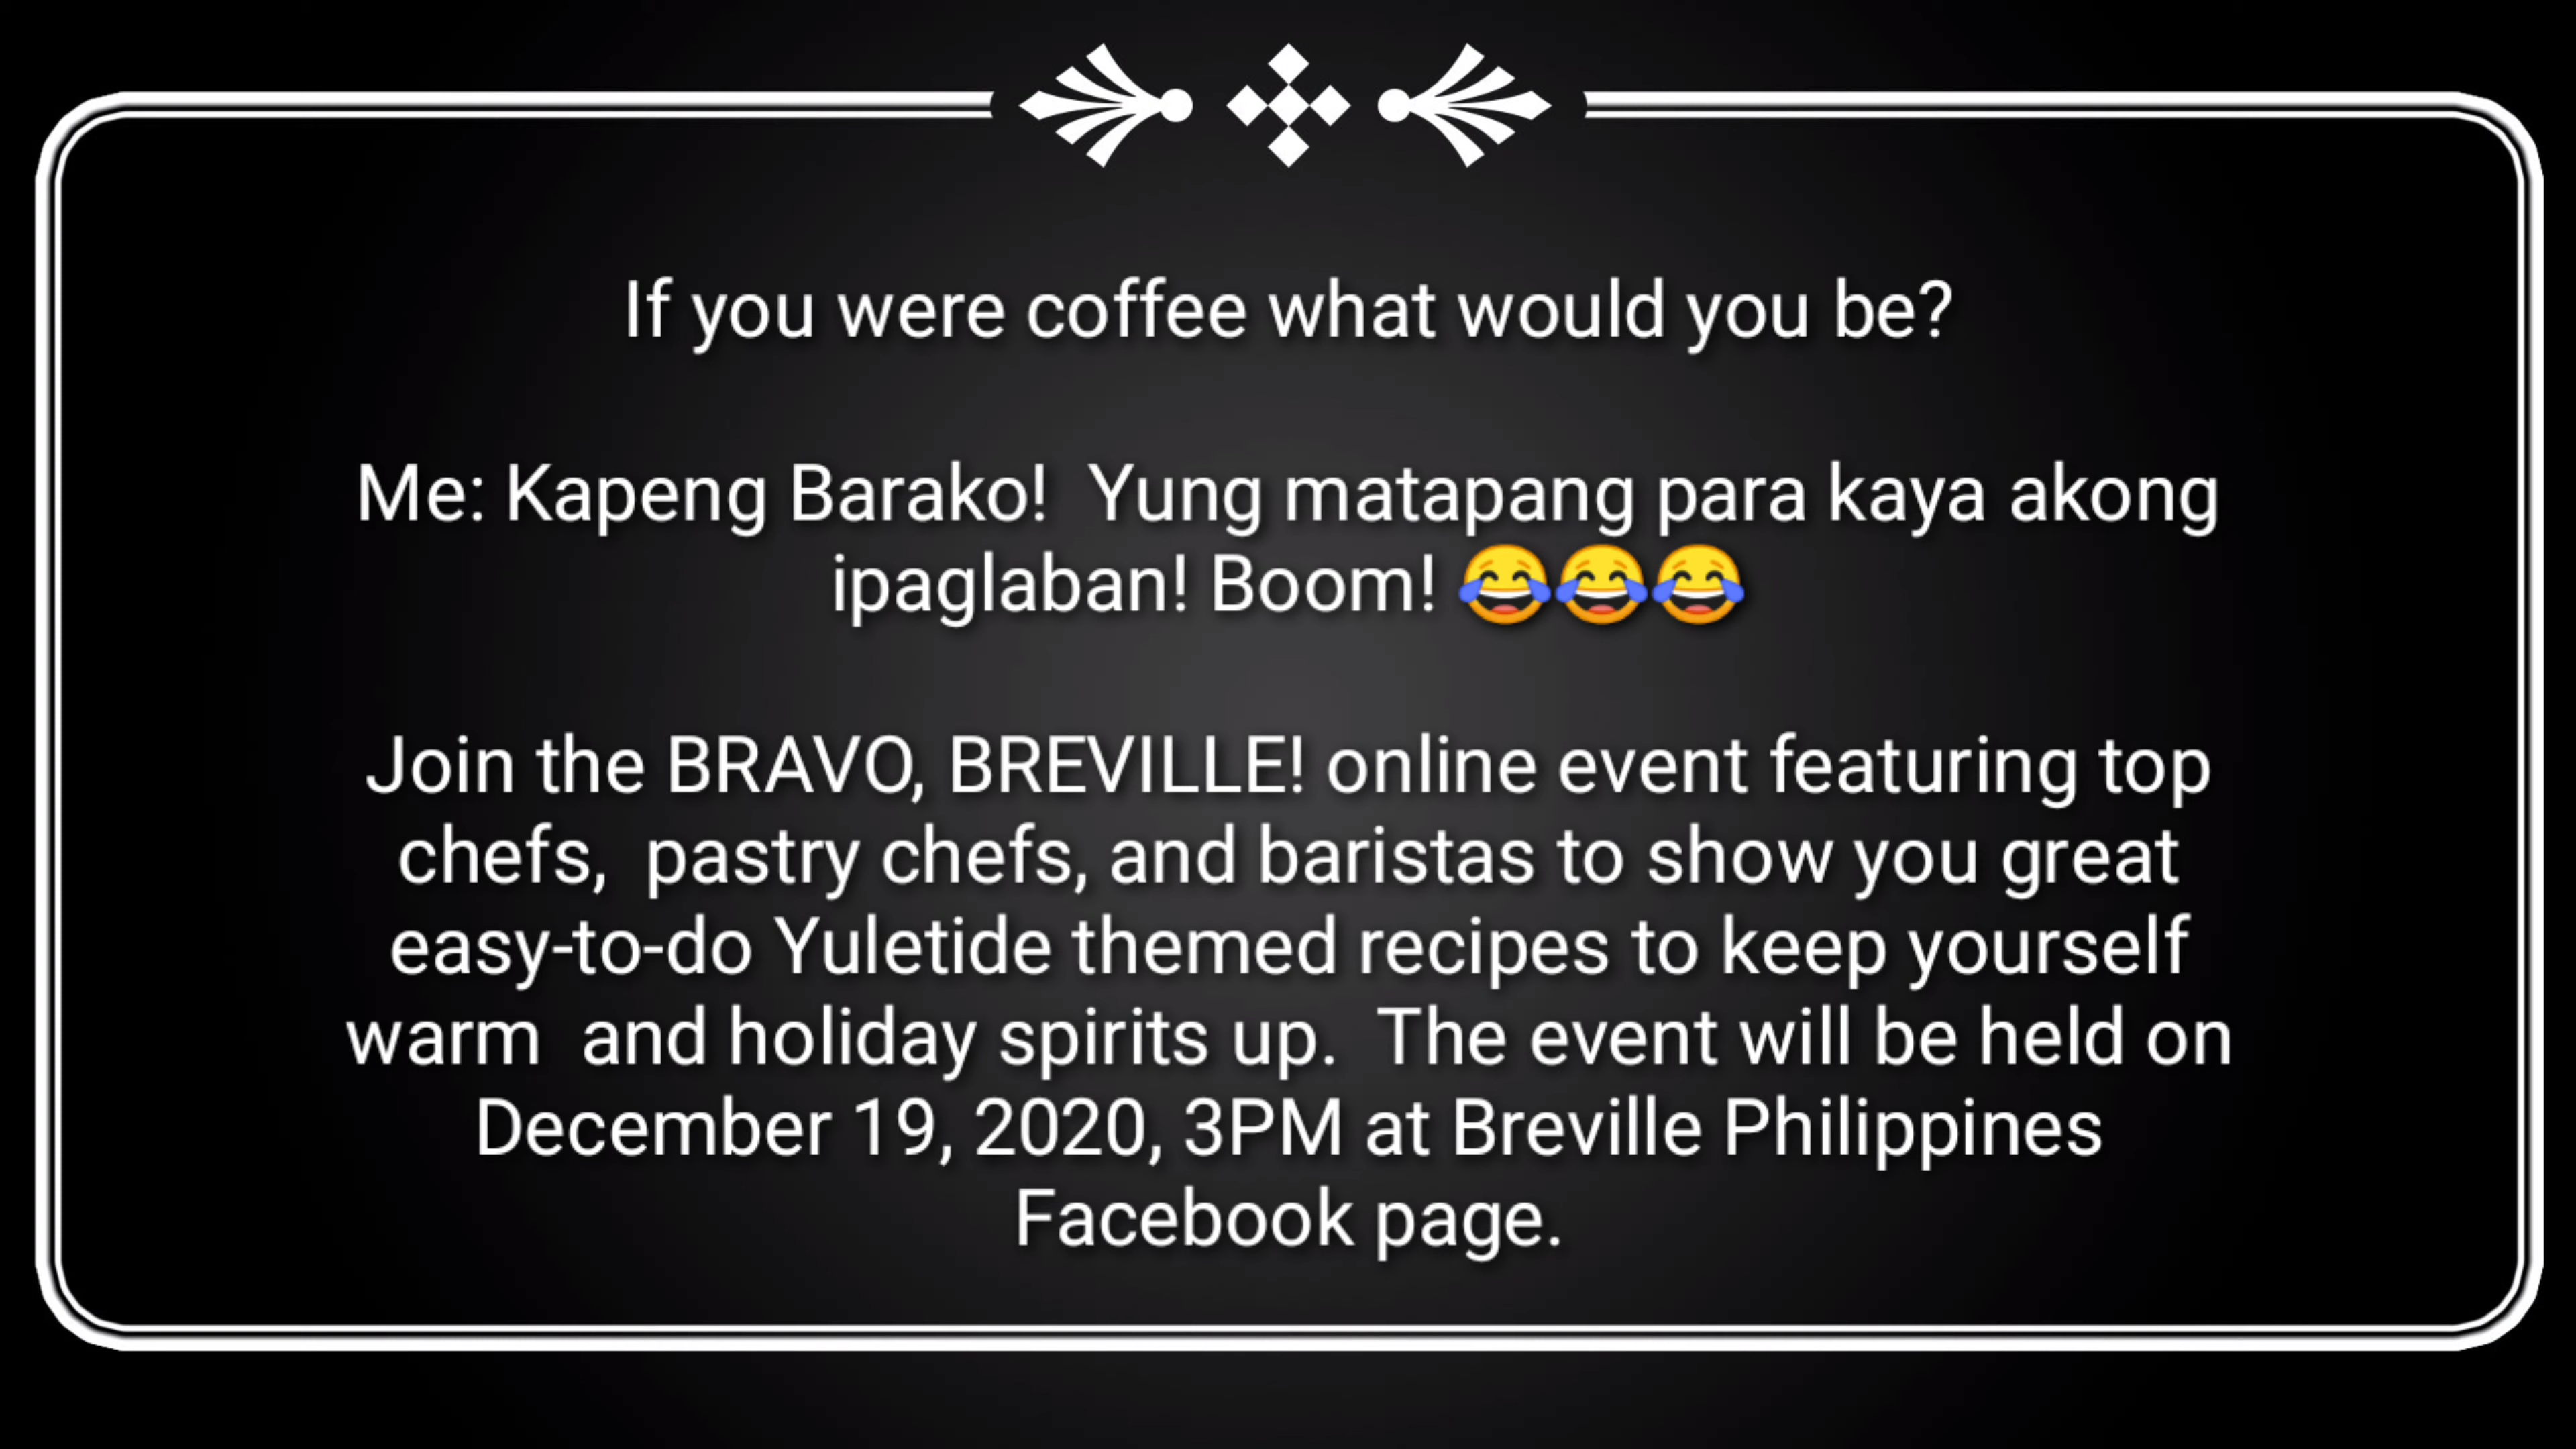 If you were coffee what would you be?
Me: Kapeng Barako!  Yung matapang para kaya akong
ipaglaban! Boom! 😂😂😂
Join the BRAVO, BREVILLE! online event featuring top
chefs,  pastry chefs, and baristas to show you great
easy-to-do Yuletide themed recipes to keep yourself
warm  and holiday spirits up.  The event will be held on
December 19, 2020, 3PM at Breville Philippines
Facebook page.